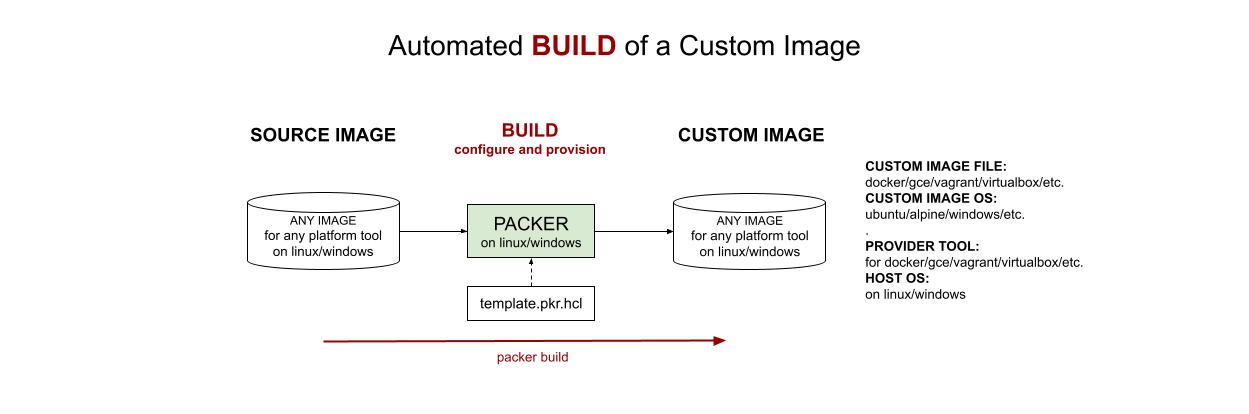 Automated BUILD of a Custom Image
SOURCE IMAGE
BUILD
configure and provision
CUSTOM IMAGE
ANY IMAGE
for any platform tool
on linux/windows
PACKER
on linux/windows
ANY IMAGE
for any platform tool
on linux/windows
template.pkr.hcl
packer build
CUSTOM IMAGE FILE:
docker/gce/vagrant/virtualbox/etc.
CUSTOM IMAGE OS:
ubuntu/alpine/windows/etc.
.
PROVIDER TOOL:
for docker/gce/vagrant/virtualbox/etc.
HOST OS:
on linux/windows